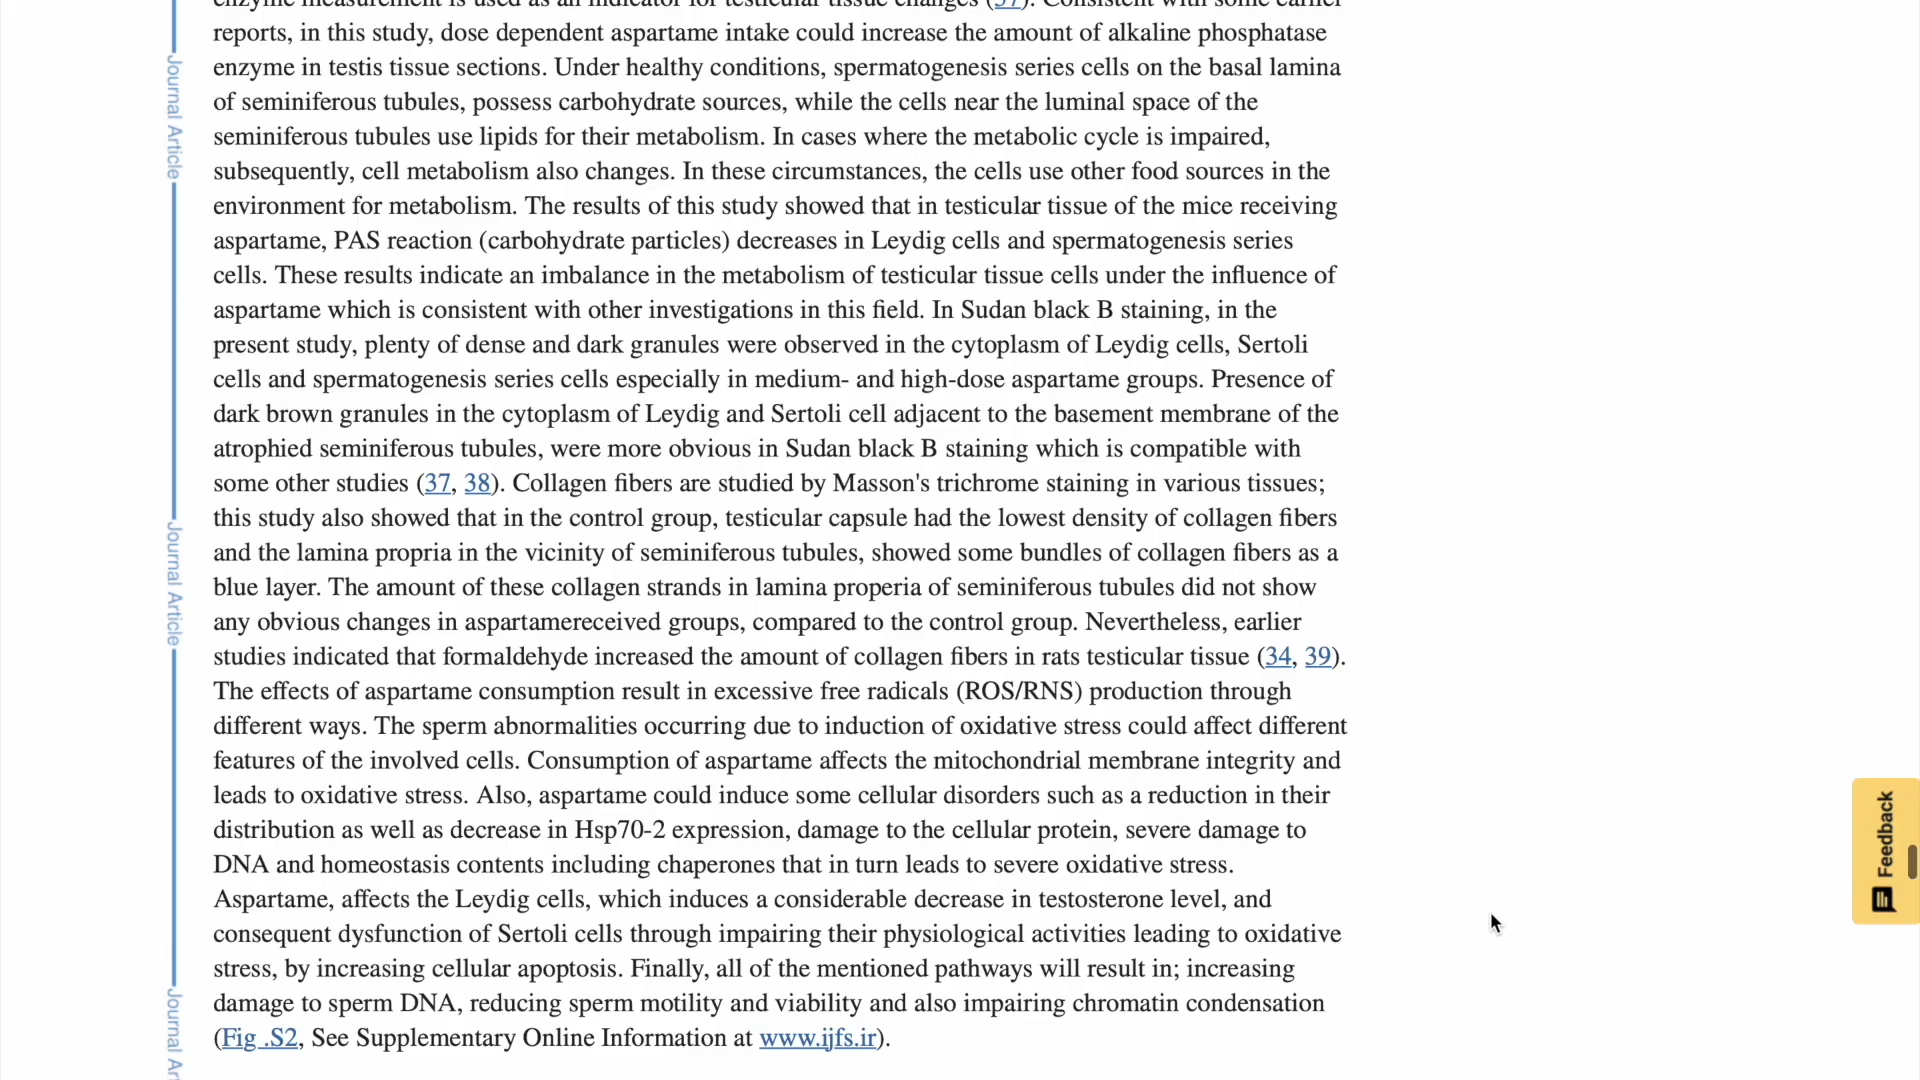 enzyme measurement is used as an indicator for testicular tissue changes (37). Consistent with some earlier
reports, in this study, dose dependent aspartame intake could increase the amount of alkaline phosphatase
enzyme in testis tissue sections. Under healthy conditions, spermatogenesis series cells on the basal lamina
of seminiferous tubules, possess carbohydrate sources, while the cells near the luminal space of the
seminiferous tubules use lipids for their metabolism. In cases where the metabolic cycle is impaired,
subsequently, cell metabolism also changes. In these circumstances, the cells use other food sources in the
environment for metabolism. The results of this study showed that in testicular tissue of the mice receiving
aspartame, PAS reaction (carbohydrate particles) decreases in Leydig cells and spermatogenesis series
cells. These results indicate an imbalance in the metabolism of testicular tissue cells under the influence of
aspartame which is consistent with other investigations in this field. In Sudan black B staining, in the
present study, plenty of dense and dark granules were observed in the cytoplasm of Leydig cells, Sertoli
cells and spermatogenesis series cells especially in medium- and high-dose aspartame groups. Presence of
dark brown granules in the cytoplasm of Leydig and Sertoli cell adjacent to the basement membrane of the
atrophied seminiferous tubules, were more obvious in Sudan black B staining which is compatible with
some other studies (37, 38). Collagen fibers are studied by Masson's trichrome staining in various tissues;
this study also showed that in the control group, testicular capsule had the lowest density of collagen fibers
and the lamina propria in the vicinity of seminiferous tubules, showed some bundles of collagen fibers as a
blue layer. The amount of these collagen strands in lamina properia of seminiferous tubules did not show
any obvious changes in aspartamereceived groups, compared to the control group. Nevertheless, earlier
studies indicated that formaldehyde increased the amount of collagen fibers in rats testicular tissue (34, 39).
The effects of aspartame consumption result in excessive free radicals (ROS/RNS) production through
different ways. The sperm abnormalities occurring due to induction of oxidative stress could affect different
features of the involved cells. Consumption of aspartame affects the mitochondrial membrane integrity and
leads to oxidative stress. Also, aspartame could induce some cellular disorders such as a reduction in their
distribution as well as decrease in Hsp70-2 expression, damage to the cellular protein, severe damage to
DNA and homeostasis contents including chaperones that in turn leads to severe oxidative stress.
Aspartame, affects the Leydig cells, which induces a considerable decrease in testosterone level, and
consequent dysfunction of Sertoli cells through impairing their physiological activities leading to oxidative
stress, by increasing cellular apoptosis. Finally, all of the mentioned pathways will result in; increasing
damage to sperm DNA, reducing sperm motility and viability and also impairing chromatin condensation
(Fig .S2, See Supplementary Online Information at www.ijfs.ir).
Journal Article
Journal Article
Journal Art
Feedback